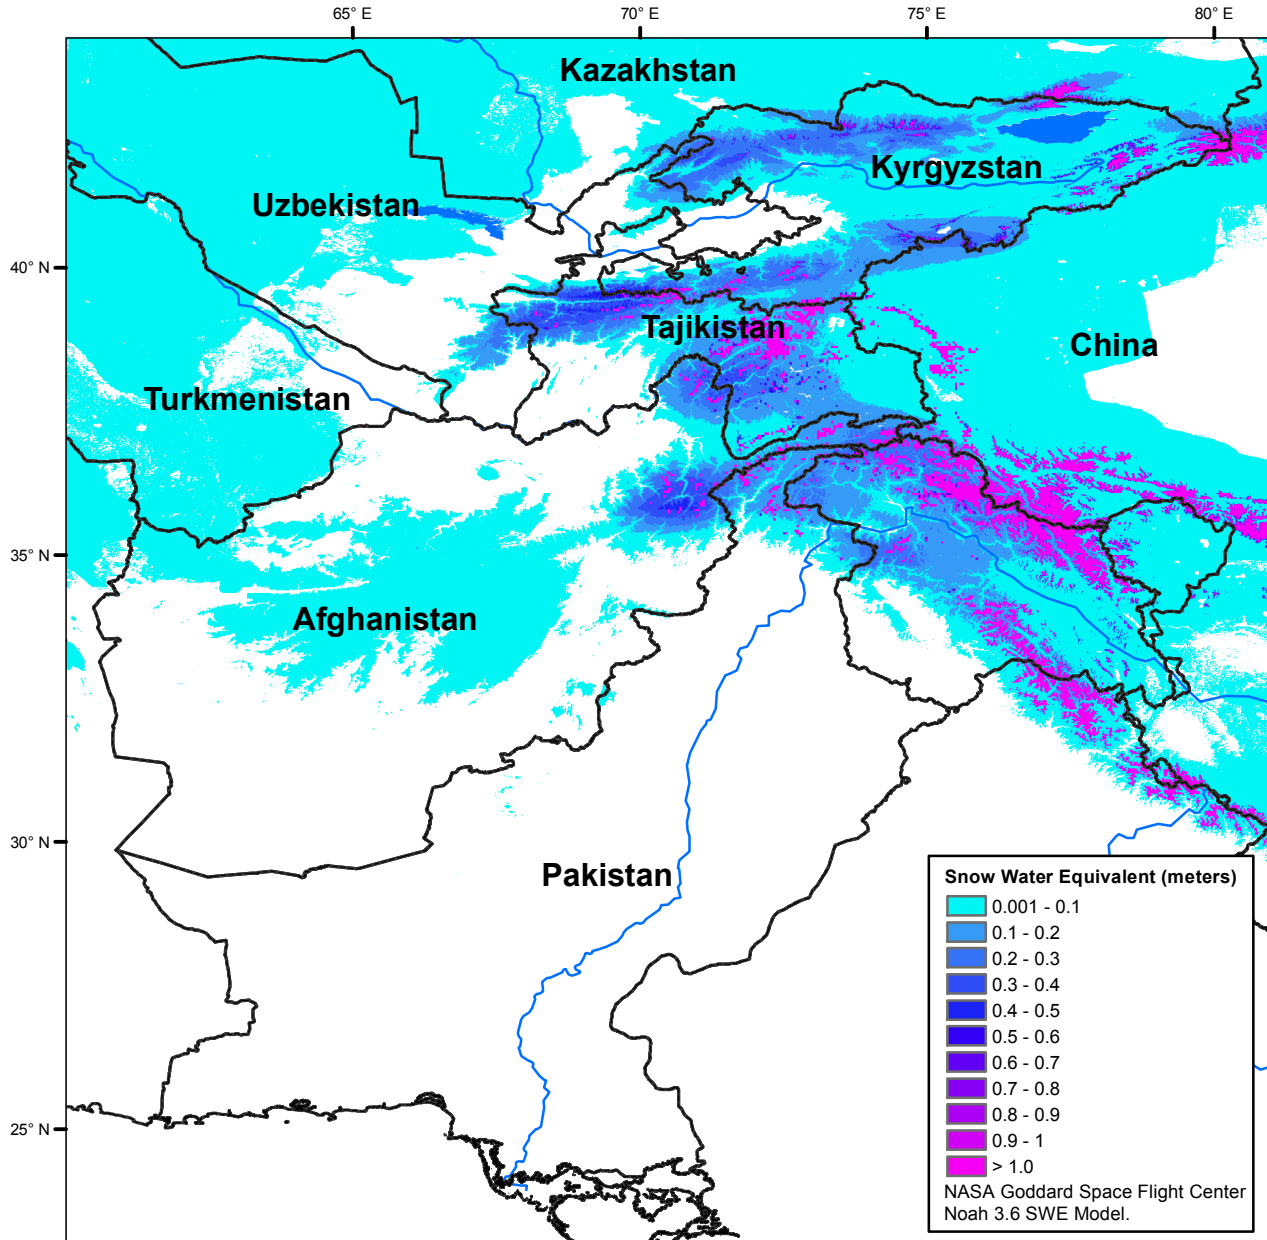 65° E 70° E 75° E 80° E
Kazakhstan
Kyrgyzstan
Uzbekistan
40° N
Tajikistan
China
Turkmenistan
35° N
Afghanistan
30° N
Pakistan
25° N
Snow Water Equivalent (meters)
0.001 - 0.1
0.1 - 0.2
0.2 - 0.3
0.3 - 0.4
0.4 - 0.5
0.5 - 0.6
0.6 - 0.7
0.7 - 0.8
0.8 - 0.9
0.9 - 1
> 1.0
NASA Goddard Space Flight Center
Noah 3.6 SWE Model.